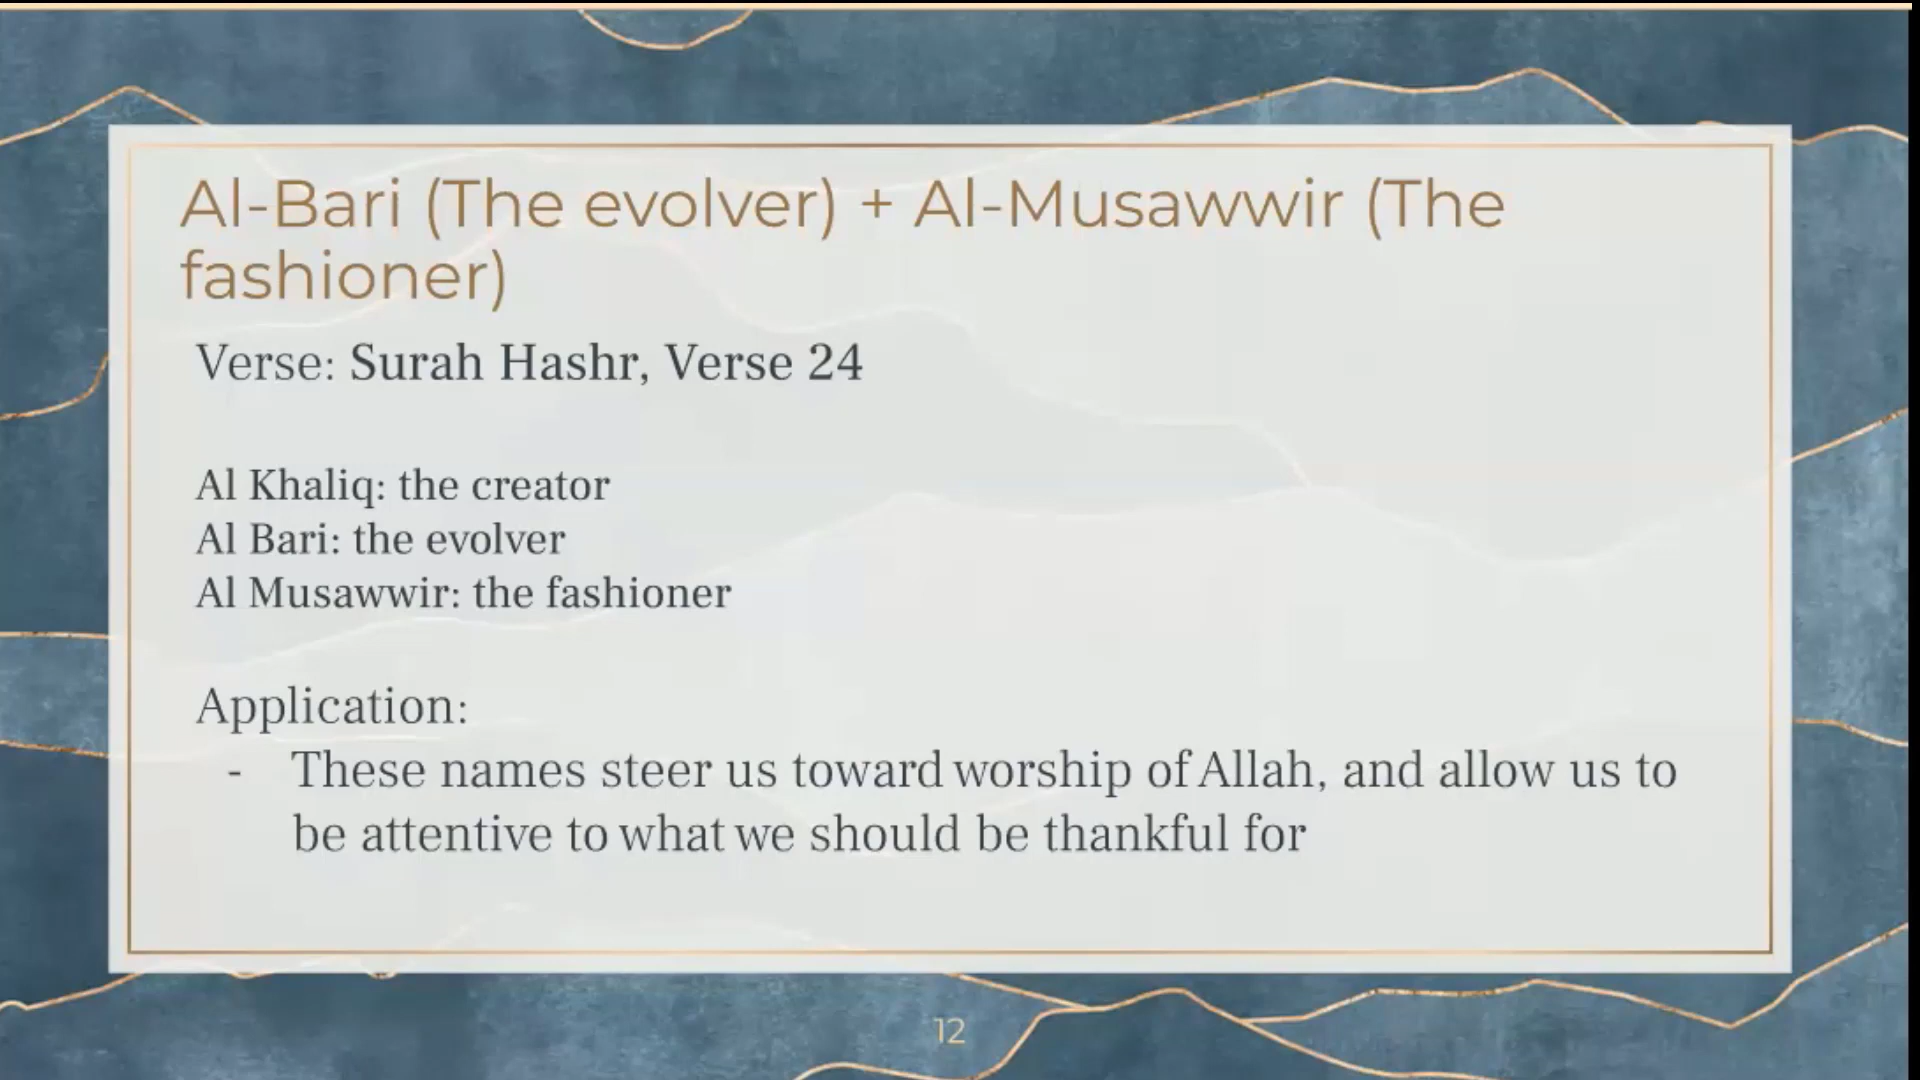 Al-Bari (The evolver) + Al-Musawwir (The
fashioner)
Verse: Surah Hashr, Verse 24
Al Khaliq: the creator
Al Bari: the evolver
Al Musawwir: the fashioner
Application:
- These names steer us toward worship of Allah, and allow us to
be attentive to what we should be thankful for
12